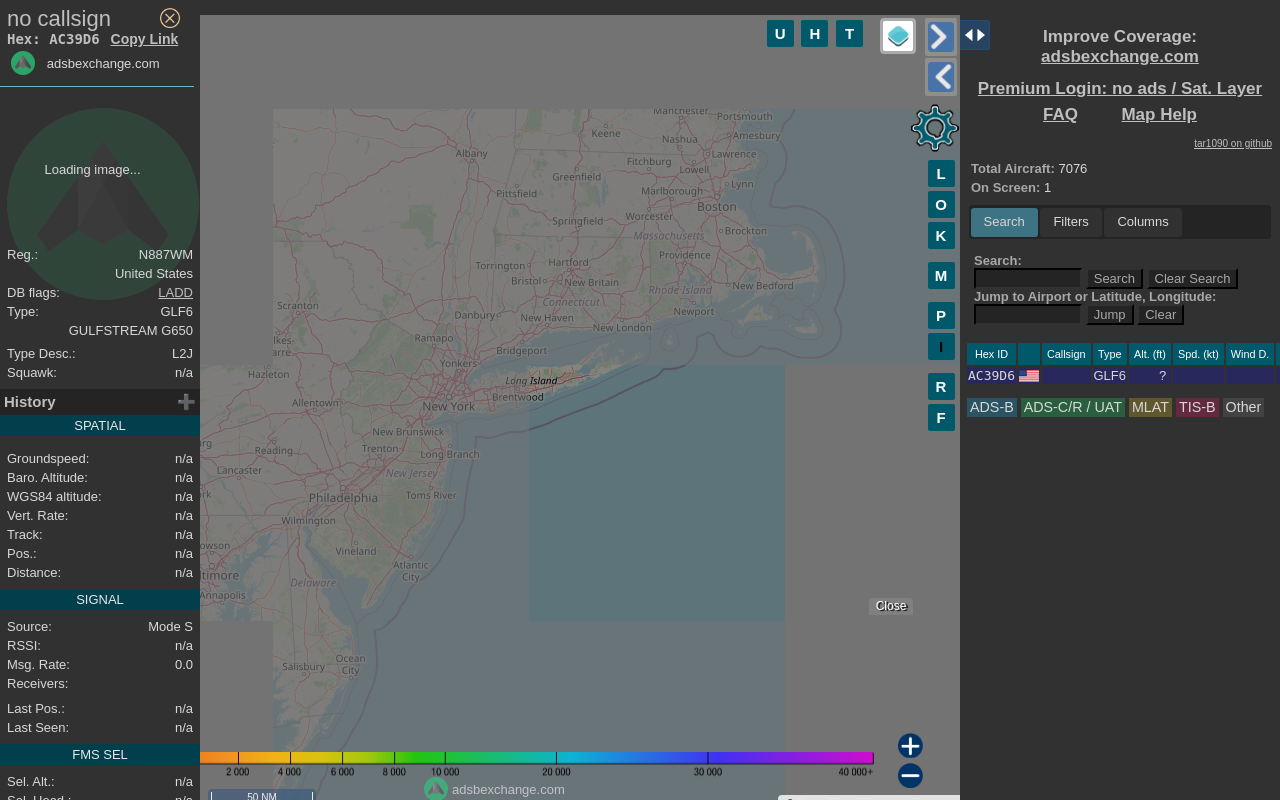 no callsign
Hex: AC39D6 Copy Link
adsbexchange.com
Loading image...
Reg.: N887WM
United States
DB flags: LADD
Type: GLF6
GULFSTREAM G650
Type Desc.: L2J
Squawk: n/a
History
SPATIAL
Groundspeed: n/a
Baro. Altitude: n/a
WGS84 altitude: n/a
Vert. Rate: n/a
Track: n/a
Pos.: n/a
Distance: n/a
SIGNAL
Source: Mode S
RSSI: n/a
Msg. Rate: 0.0
Receivers:
Last Pos.: n/a
Last Seen: n/a
FMS SEL
Sel. Alt.: n/a
U H T
L
O
K
M
P
I
R
F
Manchester
Portsmouth
Keene
Nashua
Amesbury
Albany
Fitchburg
Lawrence
Lowell
Greenfield
Lynn
Pittsfield
Marlborough
Boston
Worcester
Springfield
Brockton
Massachusetts
Providence
Torrington
Hartford
Bristol
New Britain
New Bedford
Rhode Island
Connecticut
Scranton
Danbury
New Haven
Newport
New London
Ramapo
Bridgeport
Yonkers
Hazleton
Long Island
Brentwood
Allentown
New York
New Brunswick
Reading
Trenton
Long Branch
Lancaster
New Jersey
Philadelphia
Toms River
Wilmington
Vineland
Atlantic
City
Delaware
Annapolis
Ocean
City
Salisbury
Close
2 000 4 000 6 000 8 000 10 000 20 000 30 000 40 000+
adsbexchange.com
50 NM
Improve Coverage:
adsbexchange.com
Premium Login: no ads / Sat. Layer
FAQ Map Help
tar1090 on github
Total Aircraft: 7076
On Screen: 1
Search Filters Columns
Search:
Search Clear Search
Jump to Airport or Latitude, Longitude:
Jump Clear
Hex ID Callsign Type Alt. (ft) Spd. (kt) Wind D.
AC39D6 GLF6 ?
ADS-B ADS-C/R / UAT MLAT TIS-B Other